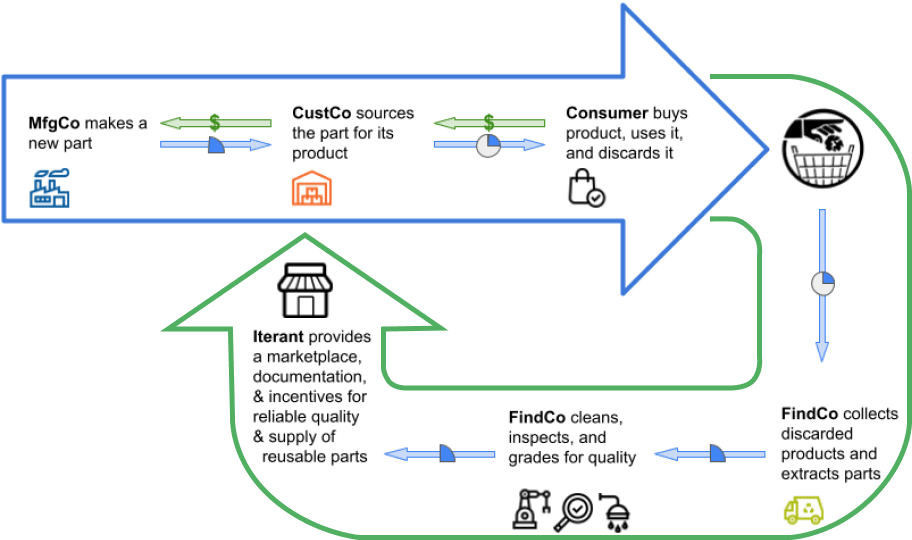 MfgCo makes a
new part
$
CustCo sources
the part for its
product
$
Consumer buys
product, uses it,
and discards it
Iterant provides
a marketplace,
documentation,
& incentives for
reliable quality
& supply of
reusable parts
FindCo cleans,
inspects, and
grades for quality
FindCo collects
discarded
products and
extracts parts